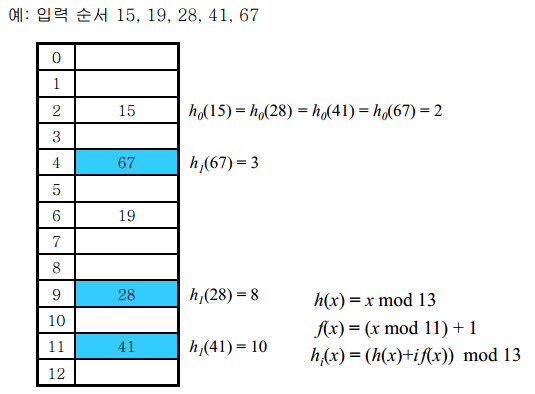 예: 입력 순서 15, 19, 28, 41, 67
0
1
2 15 h₀(15) = h₀(28) = h₀(41) = h₀(67) = 2
3
4 67 h₁(67) = 3
5
6 19
7
8
9 28 h₁(28) = 8
10
11 41 h₁(41) = 10
12
h(x) = x mod 13
f(x) = (x mod 11) + 1
hᵢ(x) = (h(x)+i f(x)) mod 13